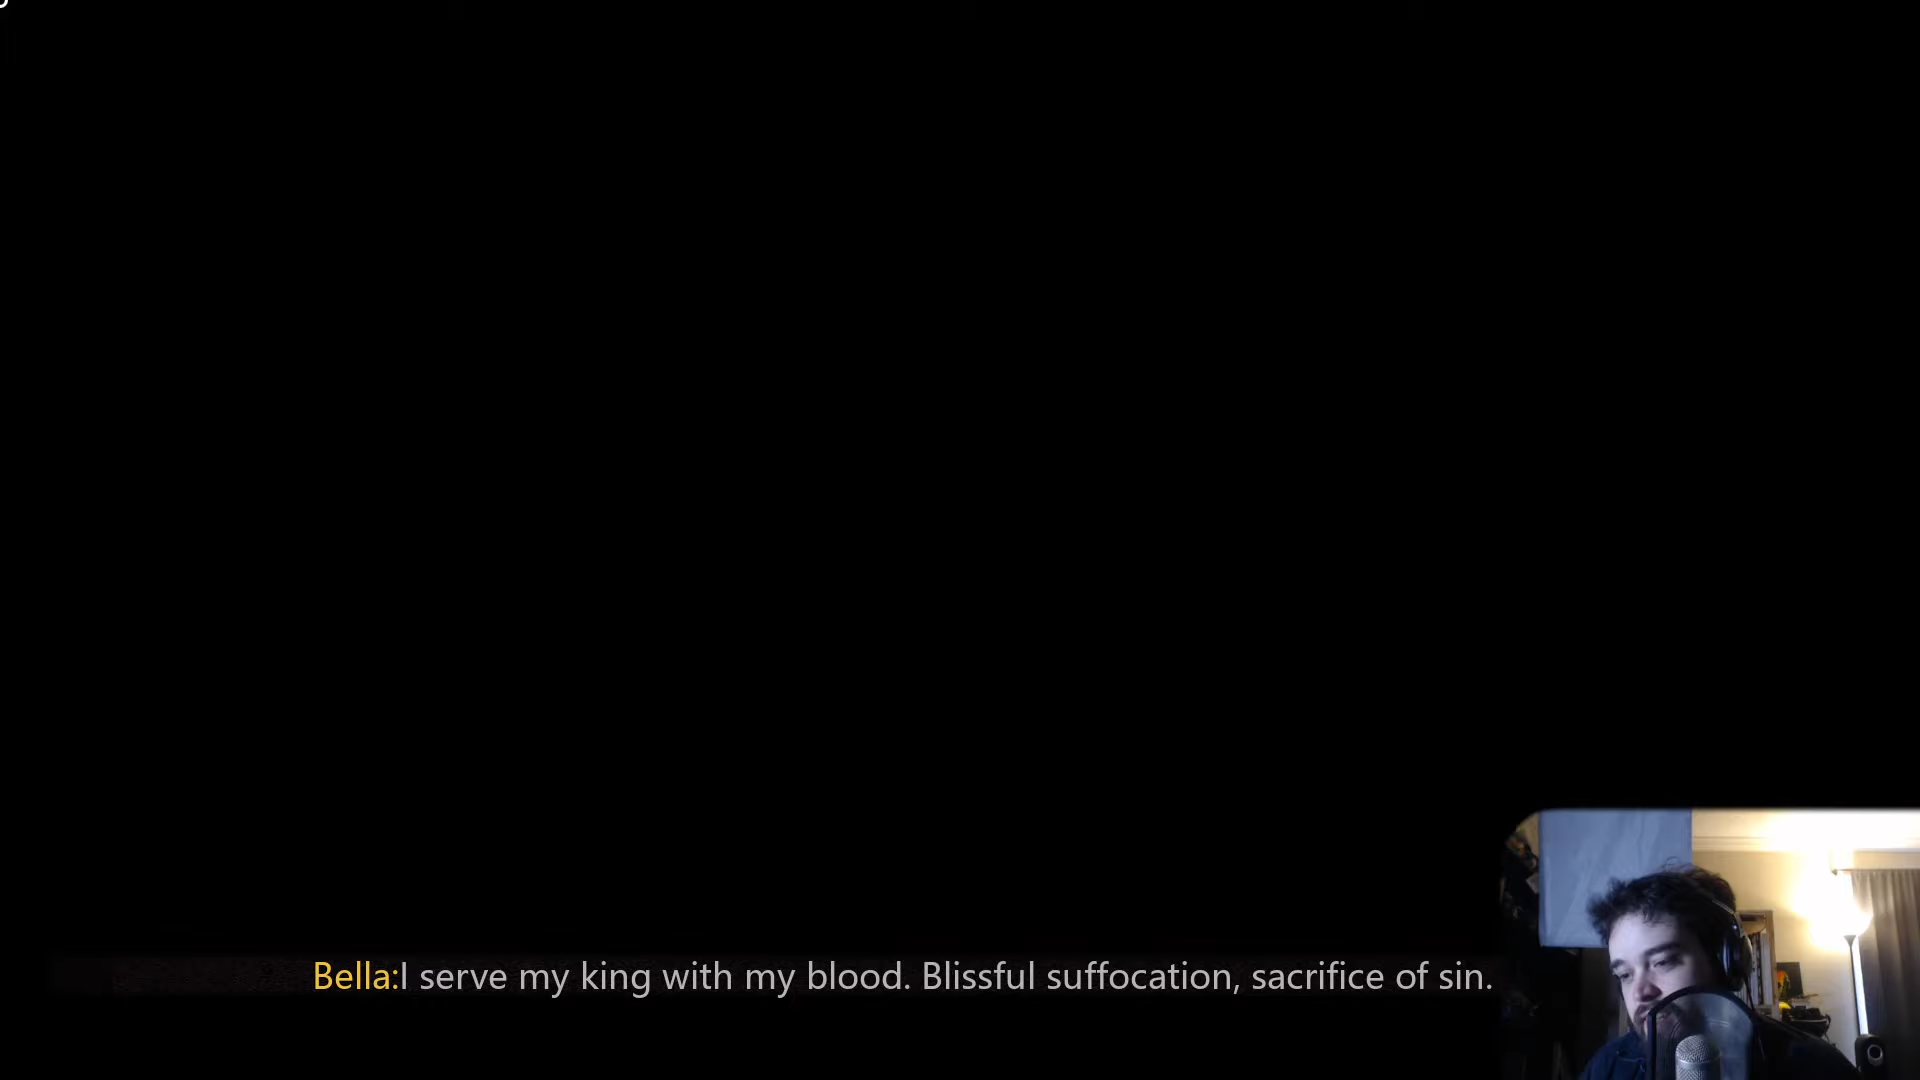 Bella:I serve my king with my blood. Blissful suffocation, sacrifice of sin.